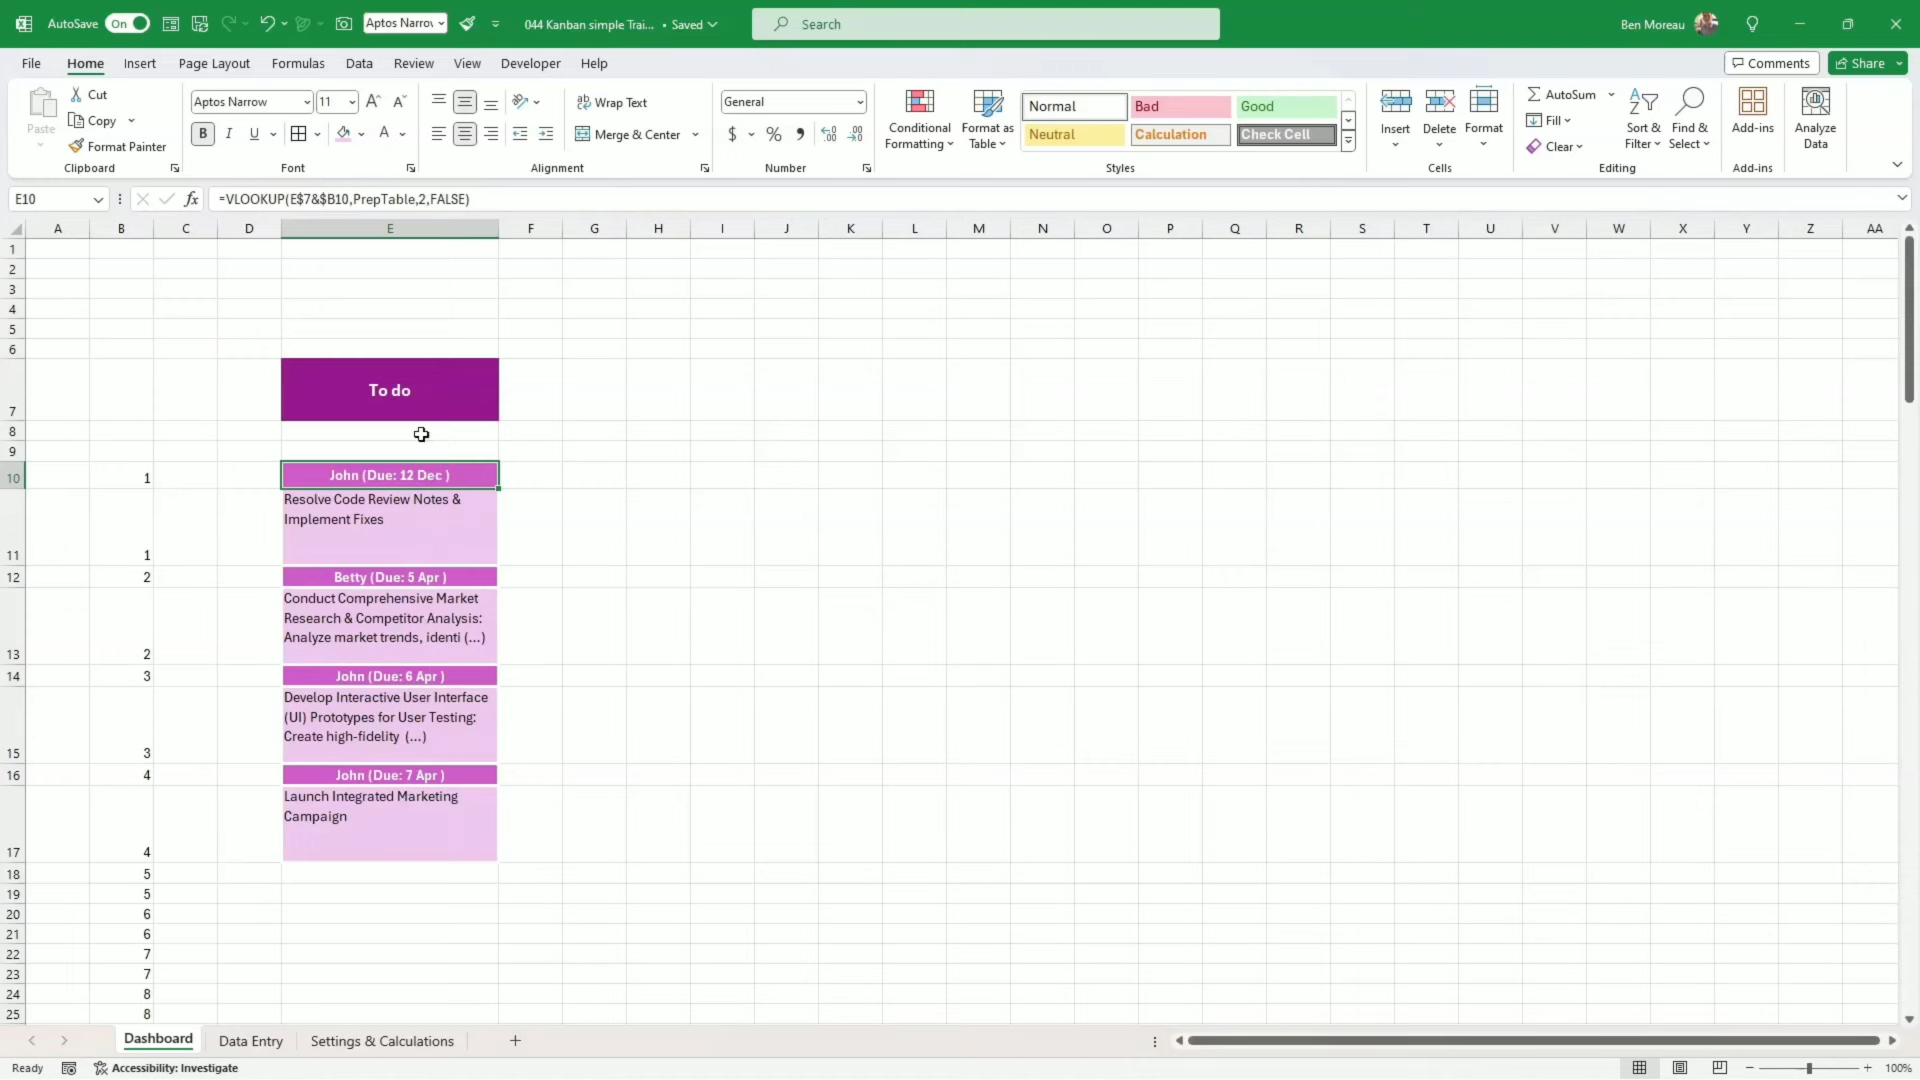 AutoSave On Aptos Narrov 044 Kanban simple Trai... • Saved Search Ben Moreau
File Home Insert Page Layout Formulas Data Review View Developer Help Comments Share
Paste Cut Copy Format Painter Clipboard
Aptos Narrow 11 A A B I U A Font
ab Wrap Text Merge & Center Alignment
General $ % Number
Conditional Formatting Format as Table
Normal Bad Good
Neutral Calculation Check Cell
Styles
Insert Delete Format Cells
AutoSum Fill Clear Sort & Filter Find & Select Editing
Add-ins Add-ins
Analyze Data
E10 fx =VLOOKUP(E$7&$B10,PrepTable,2,FALSE)
A B C D E F G H I J K L M N O P Q R S T U V W X Y Z AA
1
2
3
4
5
6
7 To do
8
9
10 1 John (Due: 12 Dec )
Resolve Code Review Notes &
Implement Fixes
11 1
12 2 Betty (Due: 5 Apr )
Conduct Comprehensive Market
Research & Competitor Analysis:
Analyze market trends, identi (...)
13 2
14 3 John (Due: 6 Apr )
Develop Interactive User Interface
(UI) Prototypes for User Testing:
Create high-fidelity (...)
15 3
16 4 John (Due: 7 Apr )
Launch Integrated Marketing
Campaign
17 4
18 5
19 5
20 6
21 6
22 7
23 7
24 8
25 8
Dashboard Data Entry Settings & Calculations
Ready Accessibility: Investigate 100%